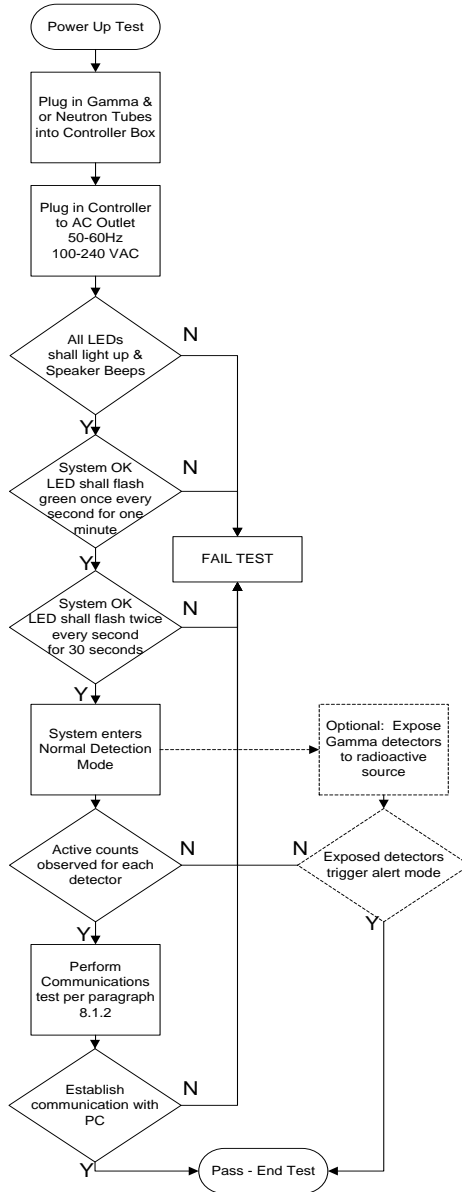 Power Up Test
Plug in Gamma &
or Neutron Tubes
into Controller Box
Plug in Controller
to AC Outlet
50-60Hz
100-240 VAC
All LEDs
shall light up &
Speaker Beeps
N
Y
System OK
LED shall flash
green once every
second for one
minute
N
Y
FAIL TEST
System OK
LED shall flash twice
every second
for 30 seconds
N
Y
System enters
Normal Detection
Mode
Optional: Expose
Gamma detectors
to radioactive
source
Active counts
observed for each
detector
N
Y
N
Exposed detectors
trigger alert mode
Y
Perform
Communications
test per paragraph
8.1.2
Establish
communication with
PC
N
Y
Pass - End Test